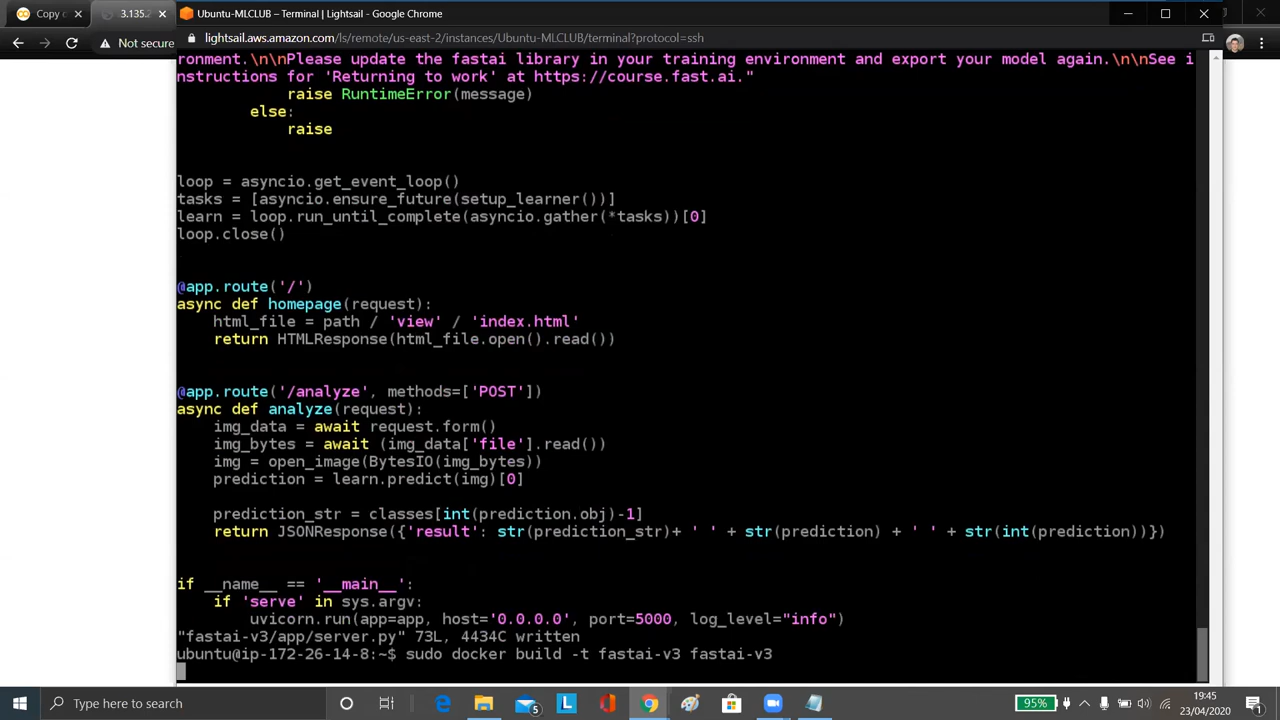 Copy c
3.135.2
Ubuntu-MLCLUB – Terminal | Lightsail - Google Chrome
Not secure
lightsail.aws.amazon.com/ls/remote/us-east-2/instances/Ubuntu-MLCLUB/terminal?protocol=ssh
ronment.\n\nPlease update the fastai library in your training environment and export your model again.\n\nSee i
nstructions for 'Returning to work' at https://course.fast.ai."
raise RuntimeError(message)
else:
raise
loop = asyncio.get_event_loop()
tasks = [asyncio.ensure_future(setup_learner())]
learn = loop.run_until_complete(asyncio.gather(*tasks))[0]
loop.close()
@app.route('/')
async def homepage(request):
html_file = path / 'view' / 'index.html'
return HTMLResponse(html_file.open().read())
@app.route('/analyze', methods=['POST'])
async def analyze(request):
img_data = await request.form()
img_bytes = await (img_data['file'].read())
img = open_image(BytesIO(img_bytes))
prediction = learn.predict(img)[0]
prediction_str = classes[int(prediction.obj)-1]
return JSONResponse({'result': str(prediction_str)+ ' ' + str(prediction) + ' ' + str(int(prediction))})
if __name__ == '__main__':
if 'serve' in sys.argv:
uvicorn.run(app=app, host='0.0.0.0', port=5000, log_level="info")
"fastai-v3/app/server.py" 73L, 4434C written
ubuntu@ip-172-26-14-8:~$ sudo docker build -t fastai-v3 fastai-v3
Type here to search
5
L
95%
19:45
23/04/2020
1